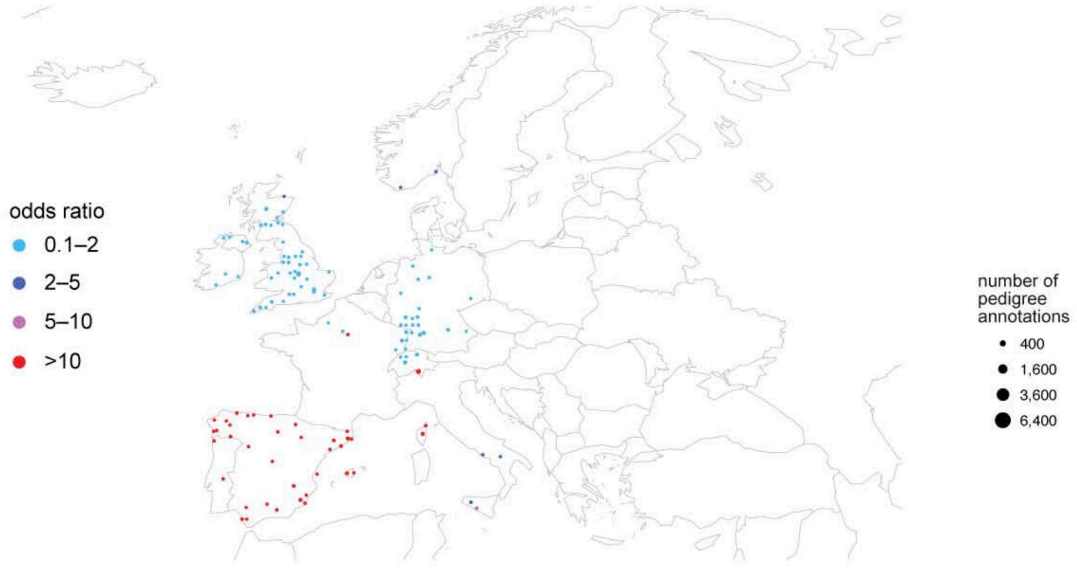 odds ratio
0.1–2
2–5
5–10
>10
number of
pedigree
annotations
400
1,600
3,600
6,400